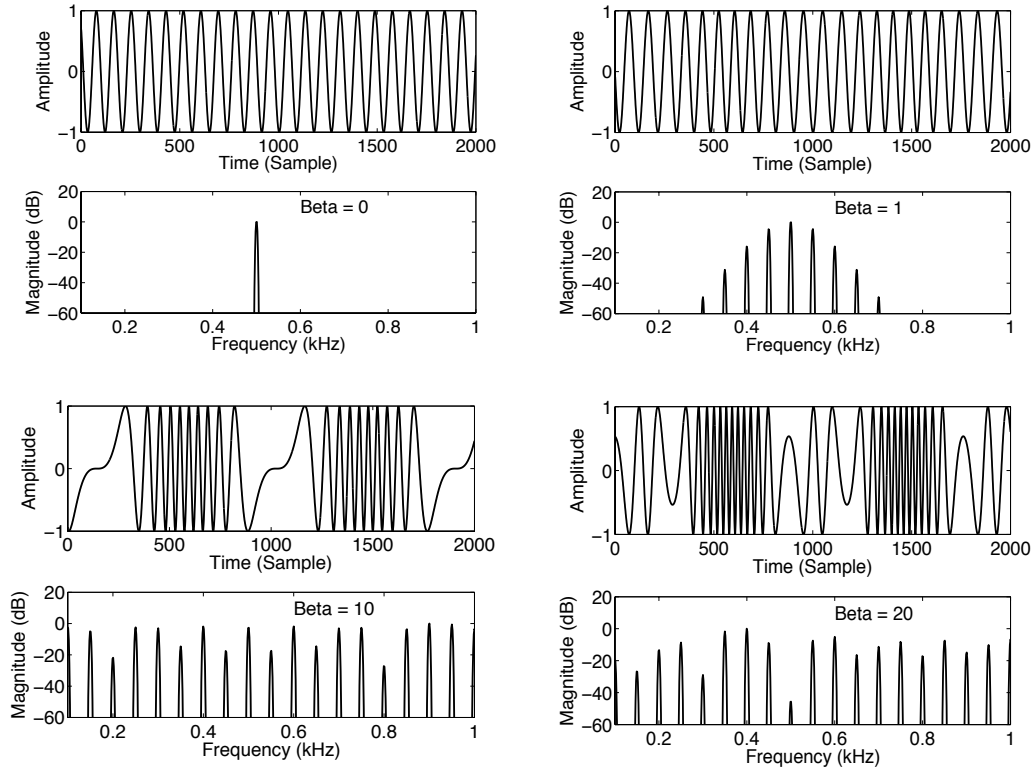 1
0
−1
Amplitude
0 500 1000 1500 2000
Time (Sample)
20
0
−20
−40
−60
Magnitude (dB)
Beta = 0
0.2 0.4 0.6 0.8 1
Frequency (kHz)
1
0
−1
Amplitude
0 500 1000 1500 2000
Time (Sample)
20
0
−20
−40
−60
Magnitude (dB)
Beta = 1
0.2 0.4 0.6 0.8 1
Frequency (kHz)
1
0
−1
Amplitude
0 500 1000 1500 2000
Time (Sample)
20
0
−20
−40
−60
Magnitude (dB)
Beta = 10
0.2 0.4 0.6 0.8 1
Frequency (kHz)
1
0
−1
Amplitude
0 500 1000 1500 2000
Time (Sample)
20
0
−20
−40
−60
Magnitude (dB)
Beta = 20
0.2 0.4 0.6 0.8 1
Frequency (kHz)